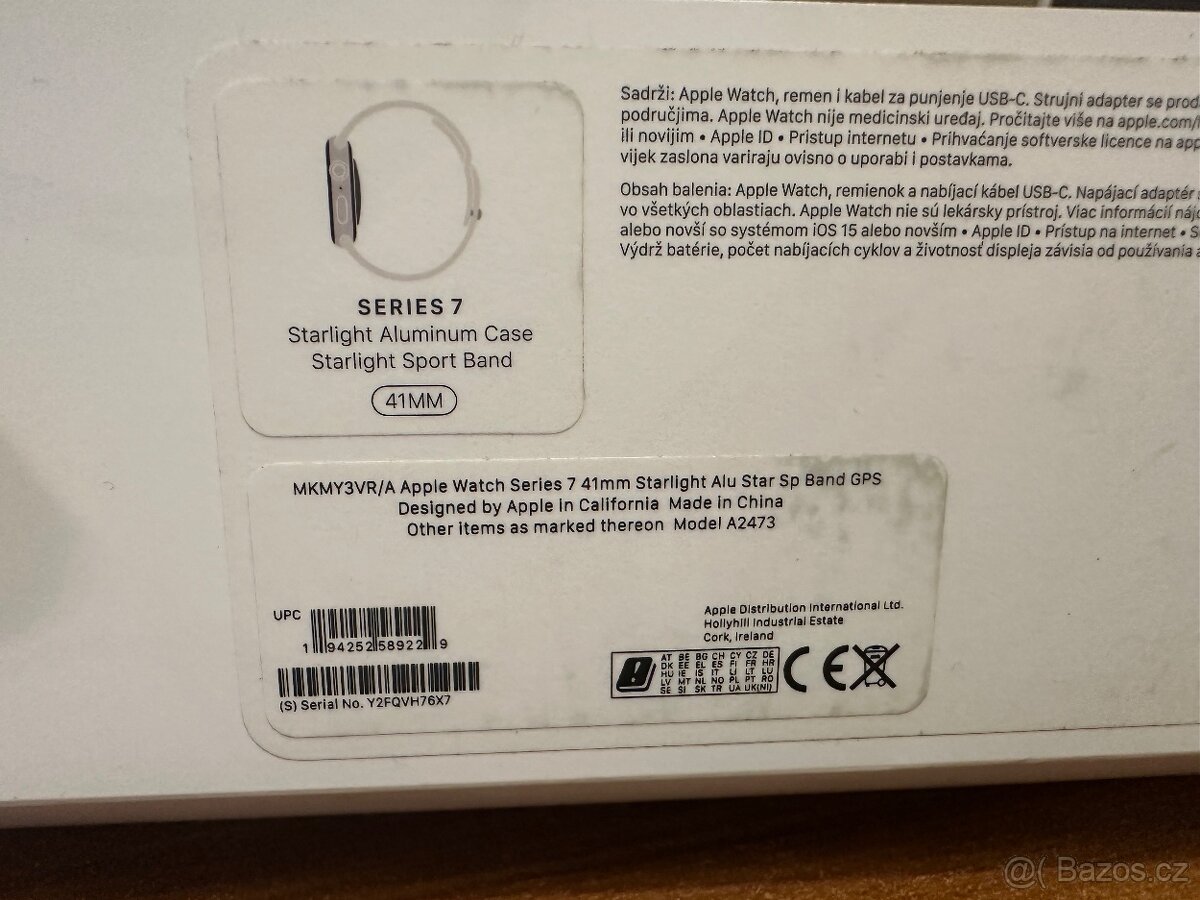 SERIES 7
Starlight Aluminum Case
Starlight Sport Band
41MM
Sadrži: Apple Watch, remen i kabel za punjenje USB-C. Strujni adapter se prod
područjima. Apple Watch nije medicinski uređaj. Pročitajte više na apple.com/
ili novijim • Apple ID • Pristup internetu • Prihvaćanje softverske licence na app
vijek zaslona variraju ovisno o uporabi i postavkama.
Obsah balenia: Apple Watch, remienok a nabíjací kábel USB-C. Napájací adaptér
vo všetkých oblastiach. Apple Watch nie sú lekársky prístroj. Viac informácií nájd
alebo novší so systémom iOS 15 alebo novším • Apple ID • Prístup na internet • S
Výdrž batérie, počet nabíjacích cyklov a životnosť displeja závisia od používania a
MKMY3VR/A Apple Watch Series 7 41mm Starlight Alu Star Sp Band GPS
Designed by Apple in California Made in China
Other items as marked thereon Model A2473
UPC
1 94252 58922 9
(S) Serial No. Y2FQVH76X7
Apple Distribution International Ltd.
Hollyhill Industrial Estate
Cork, Ireland
AT BE BG CH CY CZ DE
DK EE EL ES FI FR HR
HU IE IS IT LI LT LU
LV MT NL NO PL PT RO
SE SI SK TR UA UK(NI)
CE
@( Bazos.cz